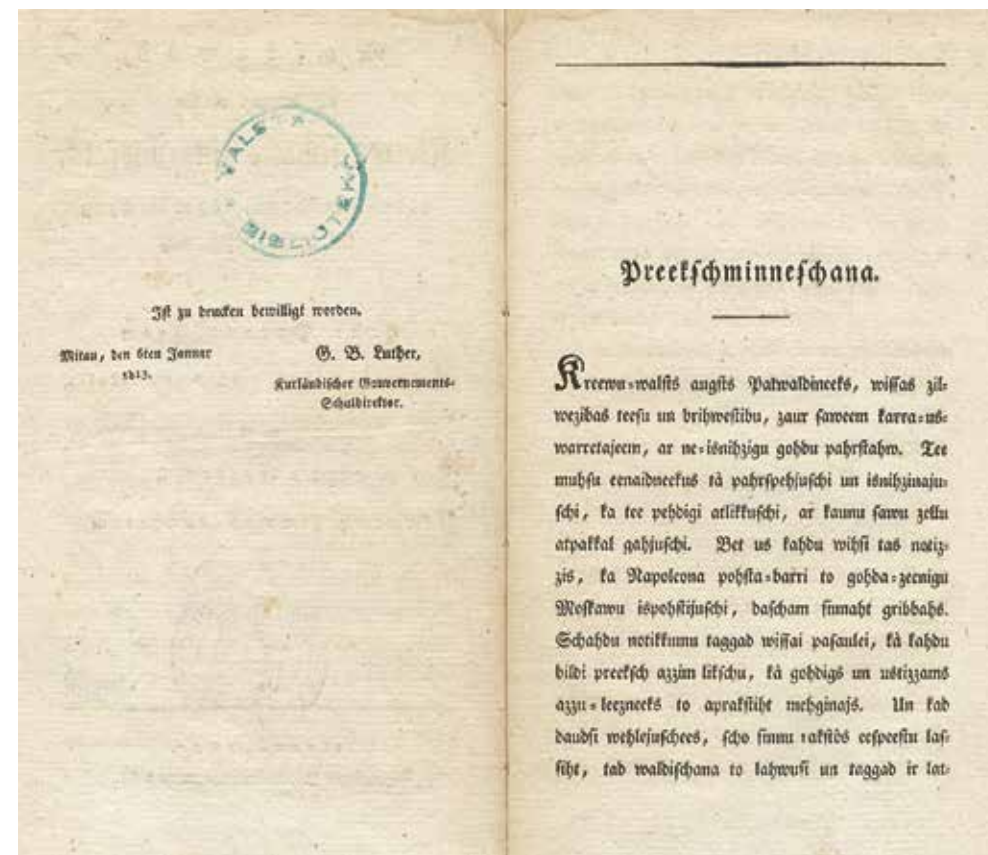 VALSTS
Ist zu drucken bewilligt worden.
Mitau, den 6ten Januar
1813.
G. B. Luther,
Kurländischer Gouvernements-
Schuldirektor.
Preekſchminneſchana.
Kreewu-walſts augſts Patwaldineeks, wiſſas zil-
wezibas teeſu un brihweſtibu, zaur ſaweem karra-us-
warretajeem, ar ne-isnihzigu gohdu pahrſtahw. Tee
muhſu eenaidneekus tà pahrſpehjuſchi un isnihzinaju-
ſchi, ka tee pehdigi atlikkuſchi, ar kaunu ſawu zellu
atpakkal gahjuſchi. Bet us kahdu wihſi tas notiz-
zis, ka Napoleona pohſta-barri to gohda-zeenigu
Moſkawu ispohſtijuſchi, daſcham ſinnaht gribbahs.
Schahdu notikkumu taggad wiſſai paſaulei, kà kahdu
bildi preekſch azzim likſchu, kà gohdigs un ustizzams
azzu-leezneeks to aprakſtiht mehginajs. Un kad
daudſi wehlejuſchees, ſcho ſinnu rakſtôs eeſpeeſtu laſ-
ſiht, tad waldiſchana to lahwuſi un taggad ir lat-